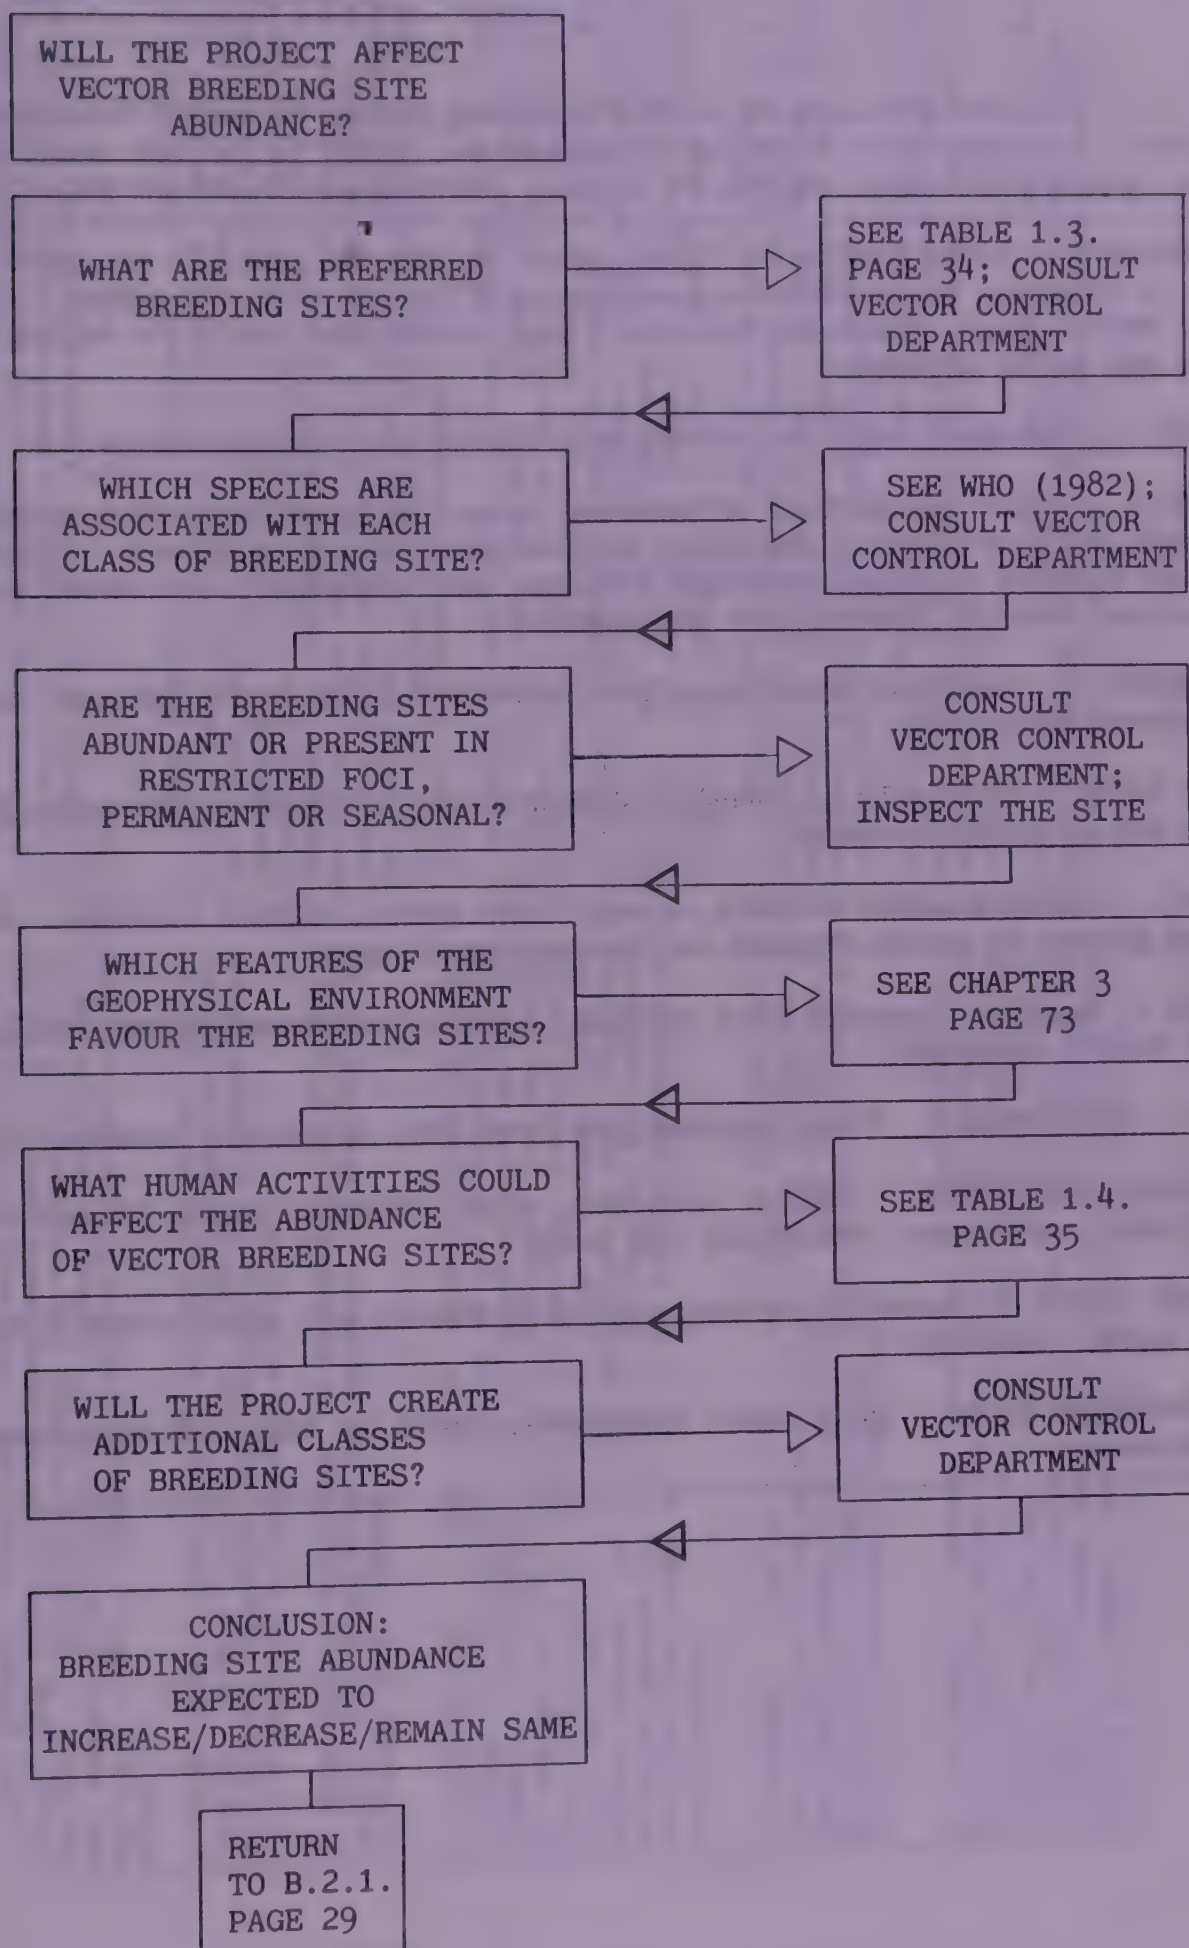 WILL THE PROJECT AFFECT
VECTOR BREEDING SITE
ABUNDANCE?
WHAT ARE THE PREFERRED
BREEDING SITES?
SEE TABLE 1.3.
PAGE 34; CONSULT
VECTOR CONTROL
DEPARTMENT
WHICH SPECIES ARE
ASSOCIATED WITH EACH
CLASS OF BREEDING SITE?
SEE WHO (1982);
CONSULT VECTOR
CONTROL DEPARTMENT
ARE THE BREEDING SITES
ABUNDANT OR PRESENT IN
RESTRICTED FOCI,
PERMANENT OR SEASONAL?
CONSULT
VECTOR CONTROL
DEPARTMENT;
INSPECT THE SITE
WHICH FEATURES OF THE
GEOPHYSICAL ENVIRONMENT
FAVOUR THE BREEDING SITES?
SEE CHAPTER 3
PAGE 73
WHAT HUMAN ACTIVITIES COULD
AFFECT THE ABUNDANCE
OF VECTOR BREEDING SITES?
SEE TABLE 1.4.
PAGE 35
WILL THE PROJECT CREATE
ADDITIONAL CLASSES
OF BREEDING SITES?
CONSULT
VECTOR CONTROL
DEPARTMENT
CONCLUSION:
BREEDING SITE ABUNDANCE
EXPECTED TO
INCREASE/DECREASE/REMAIN SAME
RETURN
TO B.2.1.
PAGE 29